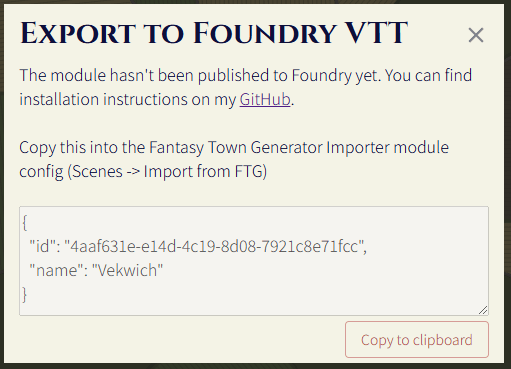 Export to Foundry VTT
The module hasn't been published to Foundry yet. You can find
installation instructions on my GitHub.
Copy this into the Fantasy Town Generator Importer module
config (Scenes -> Import from FTG)
{
  "id": "4aaf631e-e14d-4c19-8d08-7921c8e71fcc",
  "name": "Vekwich"
}
Copy to clipboard